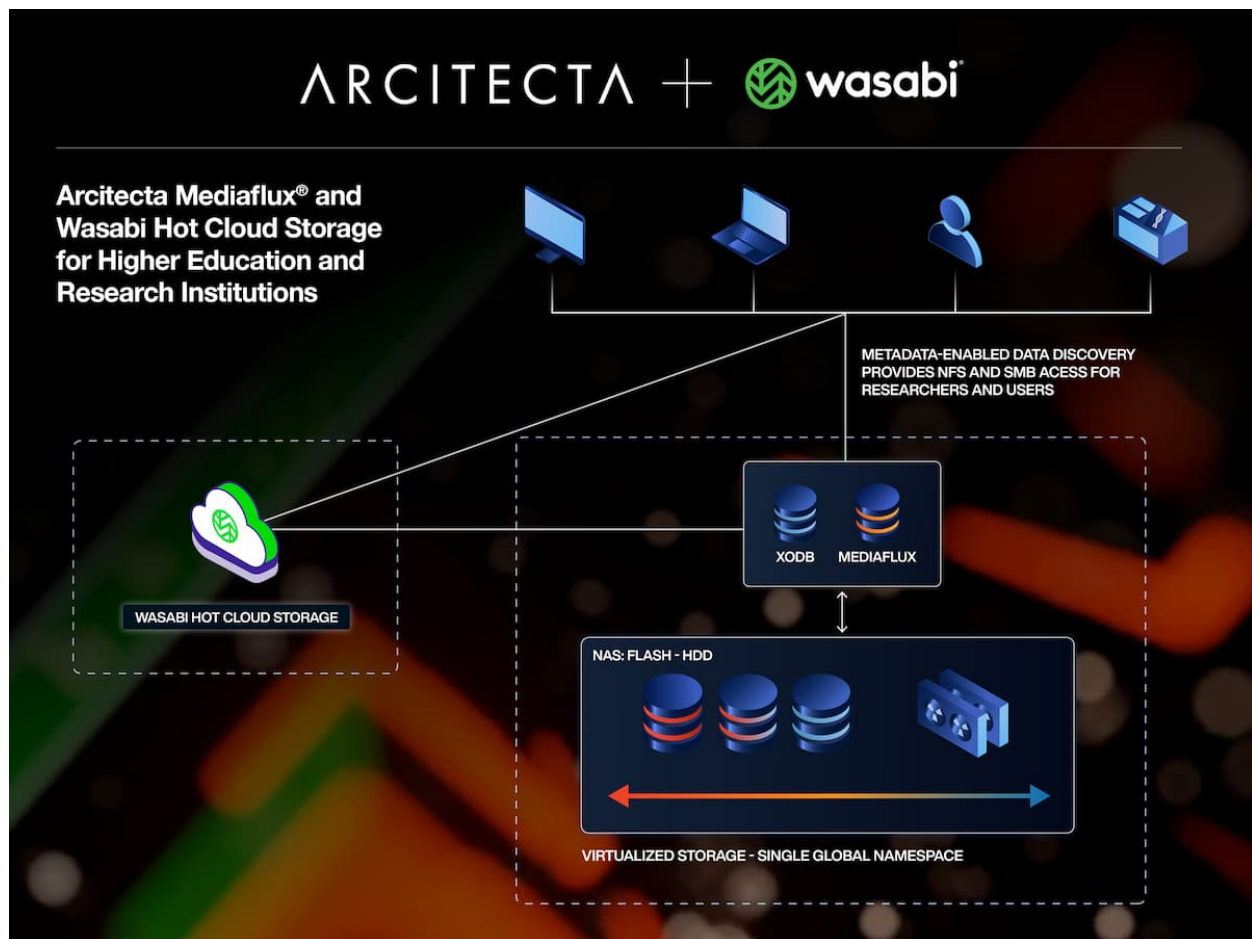 ARCITECTA + wasabi
Arcitecta Mediaflux® and
Wasabi Hot Cloud Storage
for Higher Education and
Research Institutions
METADATA-ENABLED DATA DISCOVERY
PROVIDES NFS AND SMB ACESS FOR
RESEARCHERS AND USERS
WASABI HOT CLOUD STORAGE
XODB MEDIAFLUX
NAS: FLASH - HDD
VIRTUALIZED STORAGE - SINGLE GLOBAL NAMESPACE